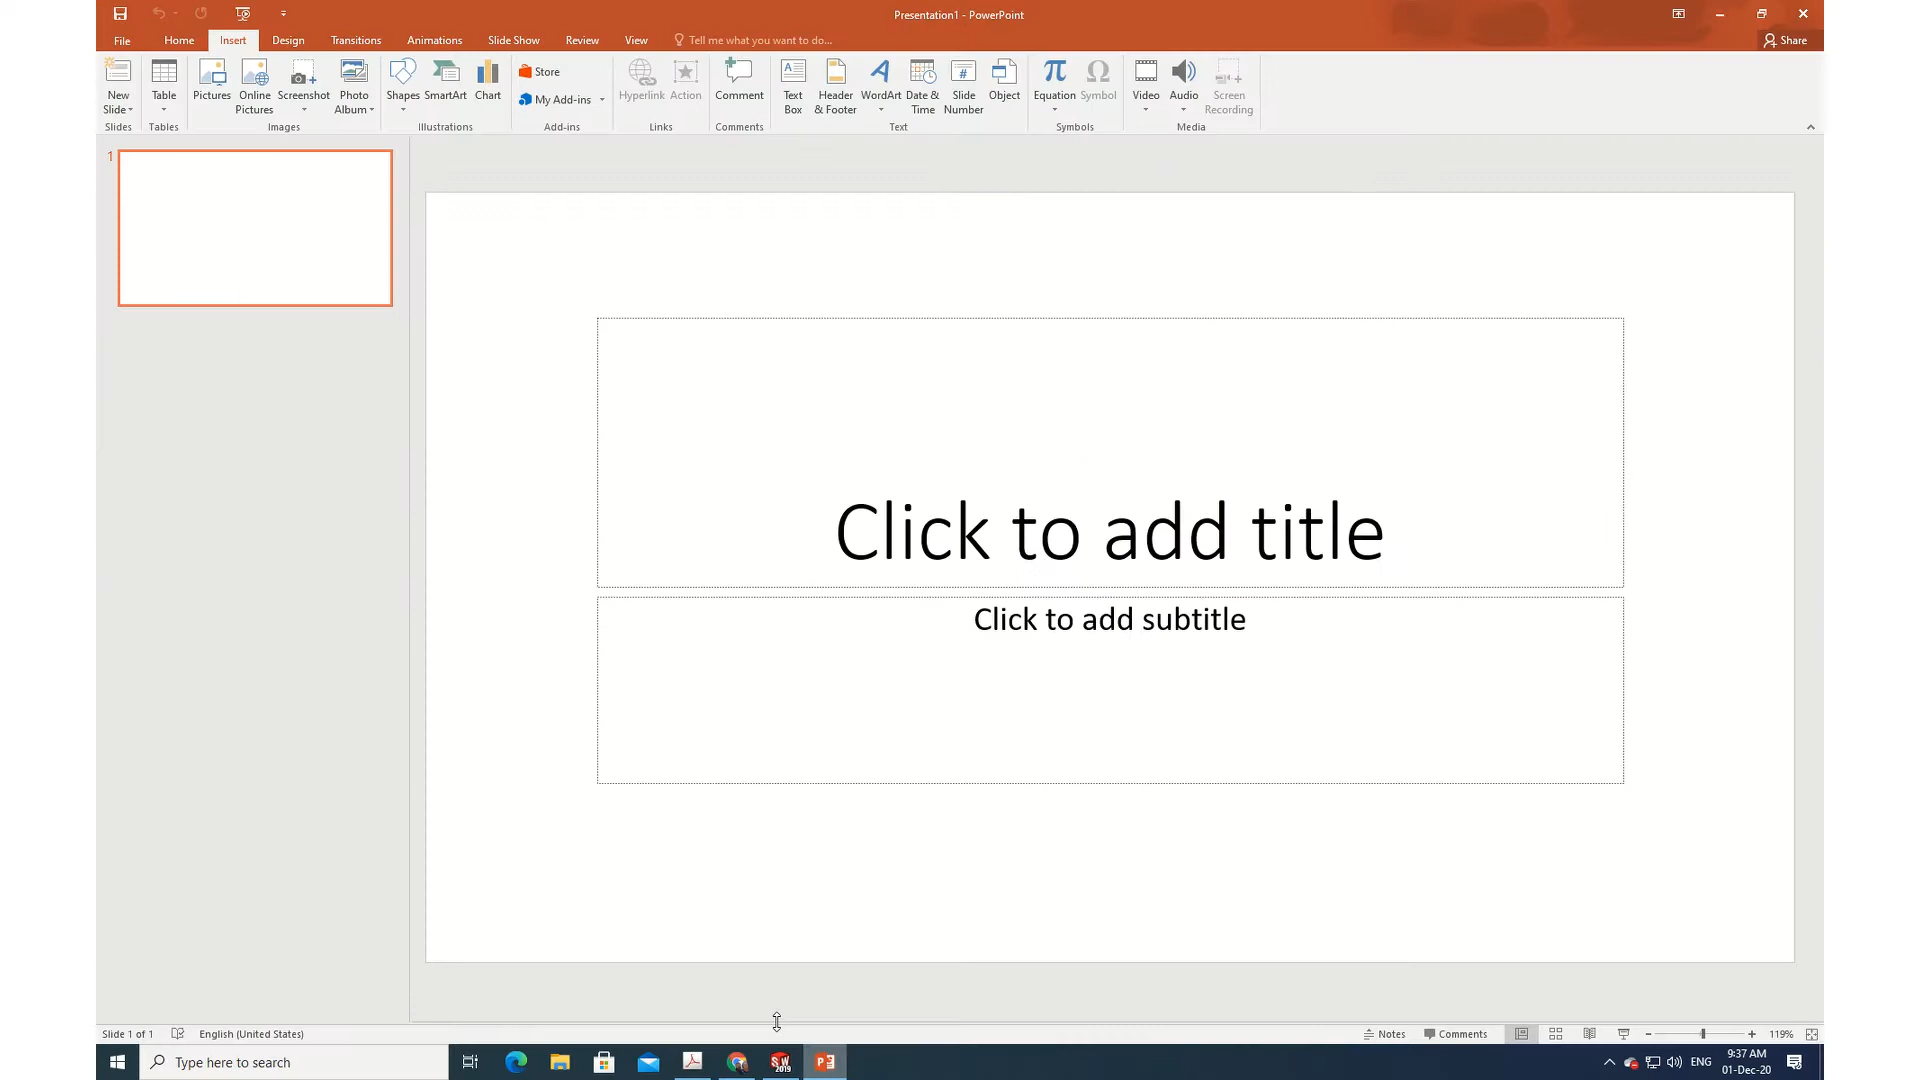 Presentation1 - PowerPoint
File Home Insert Design Transitions Animations Slide Show Review View Tell me what you want to do... Share
New Slide Table Pictures Online Pictures Screenshot Photo Album Shapes SmartArt Chart Store My Add-ins Hyperlink Action Comment Text Box Header & Footer WordArt Date & Time Slide Number Object Equation Symbol Video Audio Screen Recording
Slides Tables Images Illustrations Add-ins Links Comments Text Symbols Media
1
Click to add title
Click to add subtitle
Slide 1 of 1 English (United States) Notes Comments 119%
Type here to search SW 2019 ENG 9:37 AM
01-Dec-20